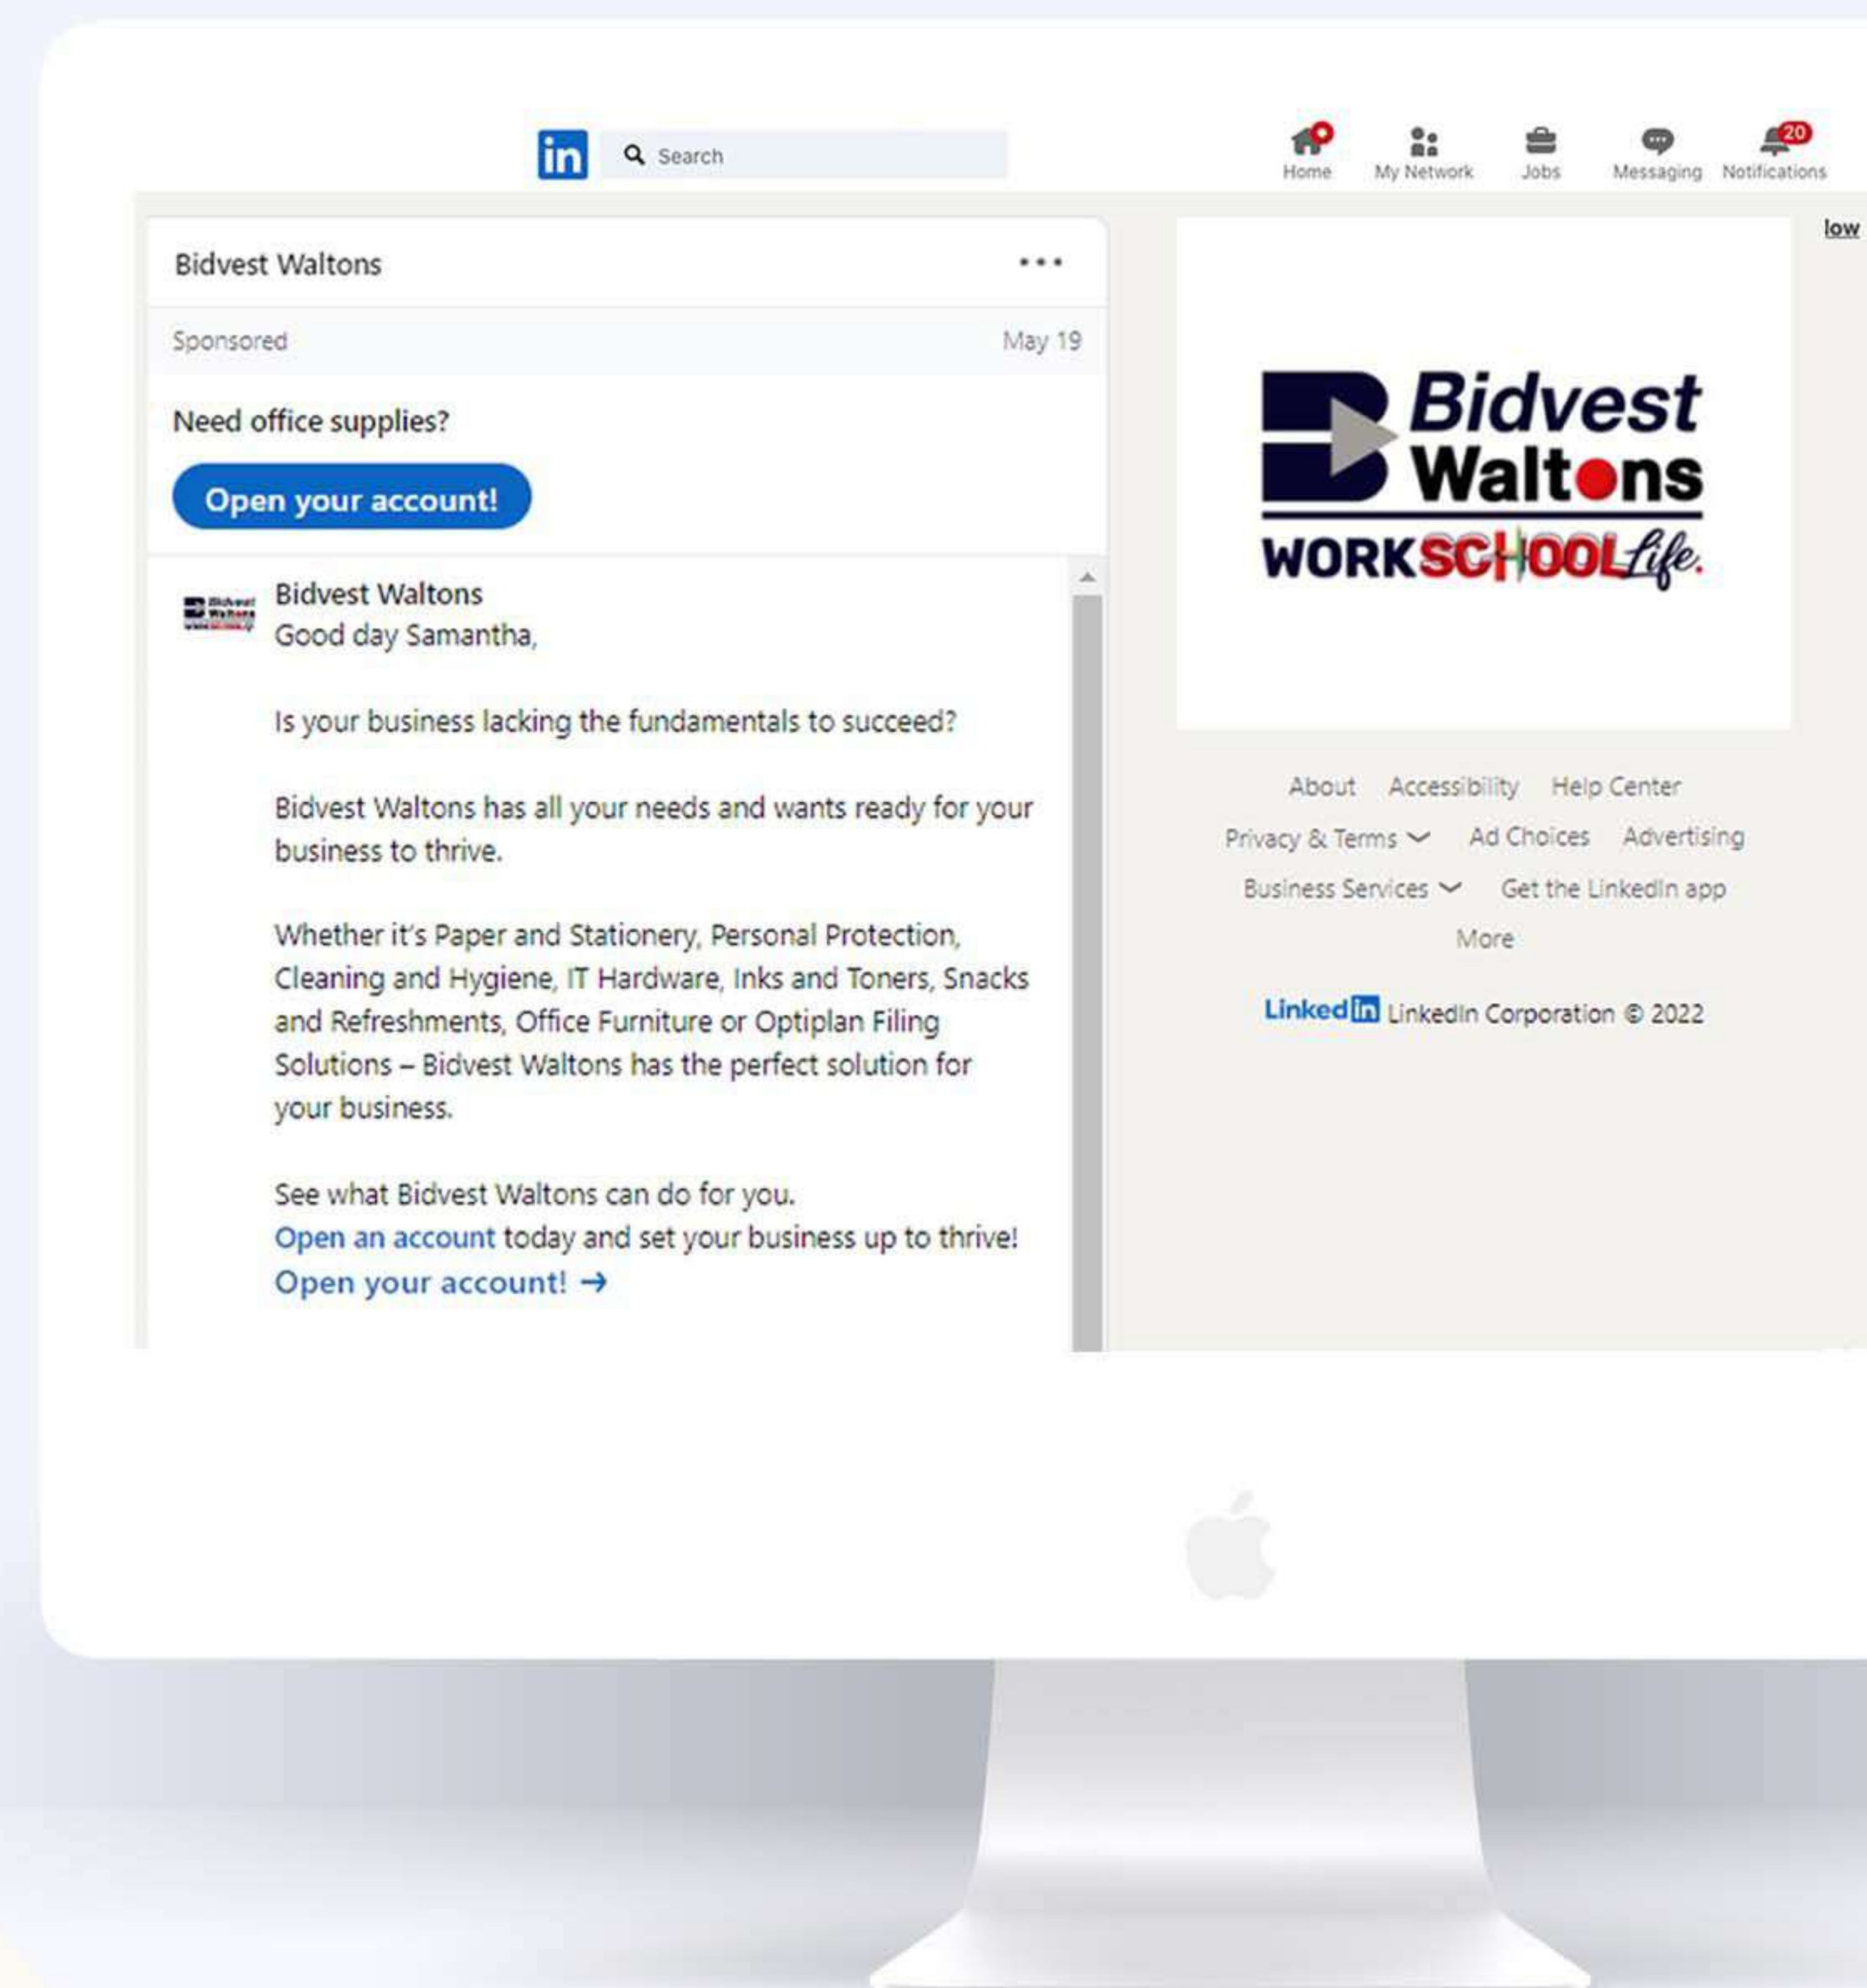 in
Search
Home
My Network
Jobs
Messaging
20
Notifications
low
Bidvest Waltons
Sponsored
May 19
Need office supplies?
Open your account!
Bidvest Waltons
Good day Samantha,
Is your business lacking the fundamentals to succeed?
Bidvest Waltons has all your needs and wants ready for your
business to thrive.
Whether it's Paper and Stationery, Personal Protection,
Cleaning and Hygiene, IT Hardware, Inks and Toners, Snacks
and Refreshments, Office Furniture or Optiplan Filing
Solutions – Bidvest Waltons has the perfect solution for
your business.
See what Bidvest Waltons can do for you.
Open an account today and set your business up to thrive!
Open your account! →
Bidvest
Waltons
WORKSCHOOLLife.
About Accessibility Help Center
Privacy & Terms Ad Choices Advertising
Business Services Get the LinkedIn app
More
Linkedin LinkedIn Corporation © 2022